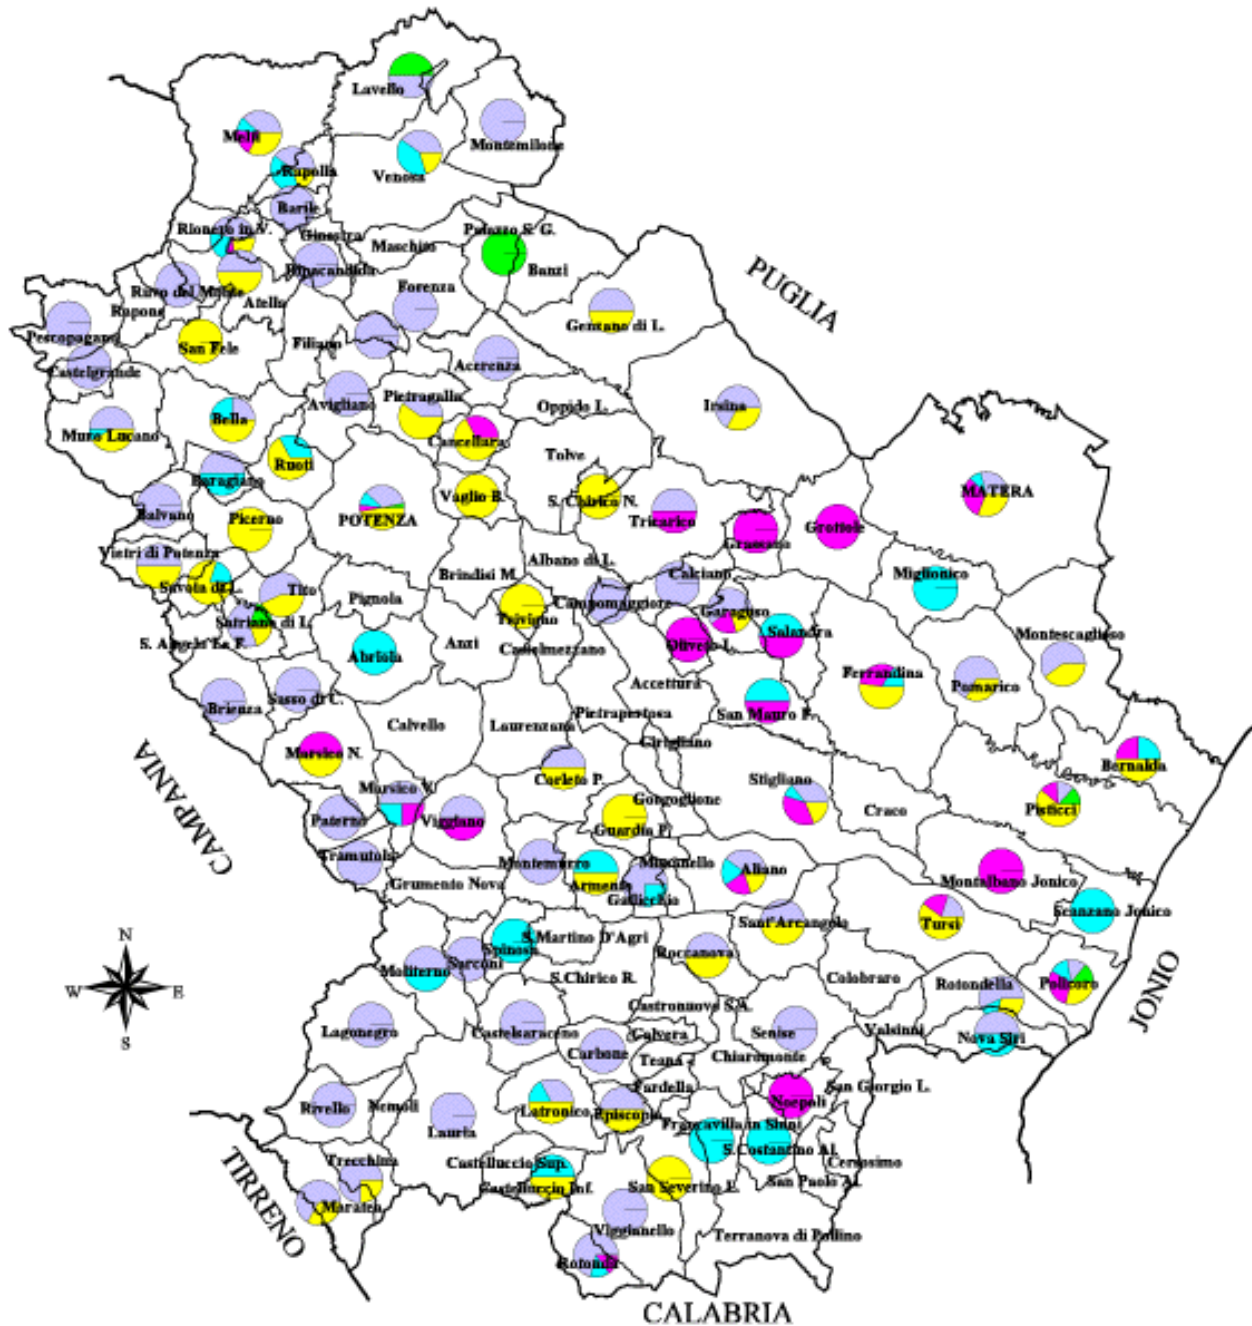 Lavello
Montemilone
Melfi
Venosa
Rapolla
Barile
Rionero in V.
Ginestra
Maschito
Palazzo S. G.
Banzi
PUGLIA
Ripacandida
Ruvo del Monte
Atella
Rapone
Forenza
Genzano di L.
Pescopagano
San Fele
Filiano
Castelgrande
Acerenza
Avigliano
Pietragalla
Oppido L.
Irsina
Bella
Muro Lucano
Cancellara
Ruoti
Tolve
Baragiano
Vaglio B.
S. Chirico N.
MATERA
Balvano
POTENZA
Tricarico
Grassano
Grottole
Picerno
Vietri di Potenza
Albano di L.
Brindisi M.
Calciano
Miglionico
Savoia di L.
Tito
Pignola
Campomaggiore
Garaguso
Trivigno
Satriano di L.
S. Angelo Le F.
Anzi
Castelmezzano
Oliveto L.
Salandra
Montescaglioso
Abriola
Accettura
Ferrandina
Pomarico
Sasso di C.
Brienza
Calvello
Laurenzana
Pietrapertosa
San Mauro F.
Cirigliano
CAMPANIA
Marsico N.
Corleto P.
Stigliano
Bernalda
Marsico V.
Gorgoglione
Craco
Pisticci
Paterno
Viggiano
Guardia P.
Tramutola
Montemurro
Missanello
Aliano
Grumento Nova
Armento
Gallicchio
Montalbano Jonico
Scanzano Jonico
Sant'Arcangelo
Tursi
N
W
E
S
Spinoso
S.Martino D'Agri
Moliterno
Sarconi
Roccanova
S.Chirico R.
Colobraro
Rotondella
Policoro
JONIO
Lagonegro
Castelsaraceno
Castronuovo S.A.
Calvera
Senise
Valsinni
Nova Siri
Carbone
Teana
Chiaromonte
Fardella
San Giorgio L.
Rivello
Nemoli
Lauria
Latronico
Episcopia
Noepoli
Francavilla in Sinni
S.Costantino Al.
TIRRENO
Trecchina
Castelluccio Sup.
Cersosimo
Castelluccio Inf.
San Severino L.
San Paolo Al.
Maratea
Viggianello
Terranova di Pollino
Rotonda
CALABRIA